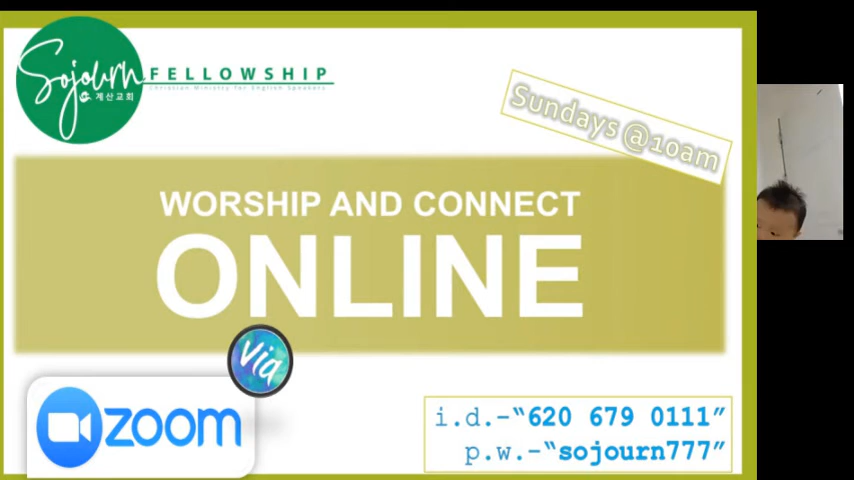 Sojourn
계산교회
FELLOWSHIP
Christian Ministry for English Speakers
Sundays @10am
WORSHIP AND CONNECT
ONLINE
Via
zoom
i.d.-“620 679 0111”
p.w.-“sojourn777”